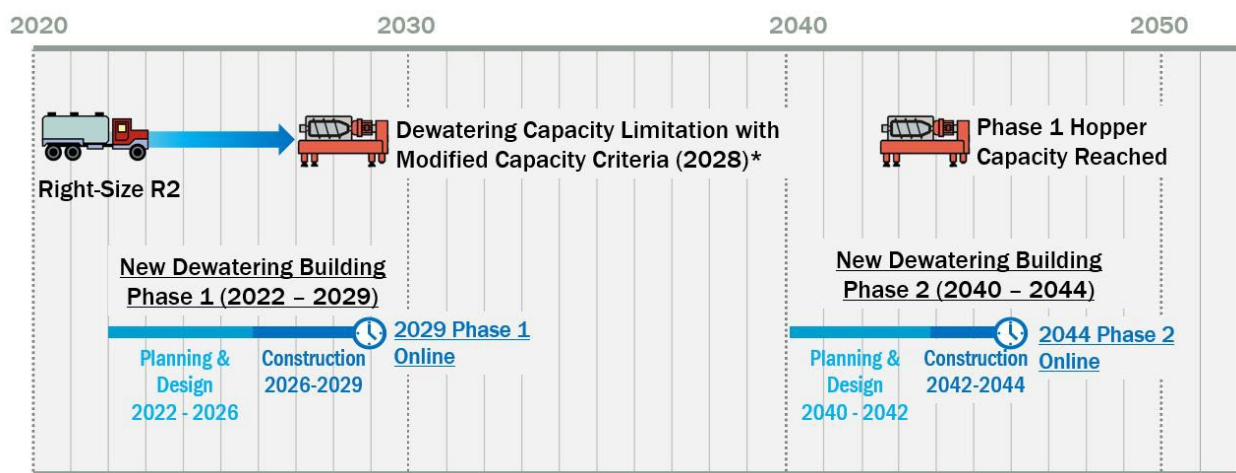 2020
2030
2040
2050
Right-Size R2
Dewatering Capacity Limitation with
Modified Capacity Criteria (2028)*
Phase 1 Hopper
Capacity Reached
New Dewatering Building
Phase 1 (2022 – 2029)
2029 Phase 1
Online
Planning &
Design
2022 - 2026
Construction
2026-2029
New Dewatering Building
Phase 2 (2040 – 2044)
2044 Phase 2
Online
Planning &
Design
2040 - 2042
Construction
2042-2044